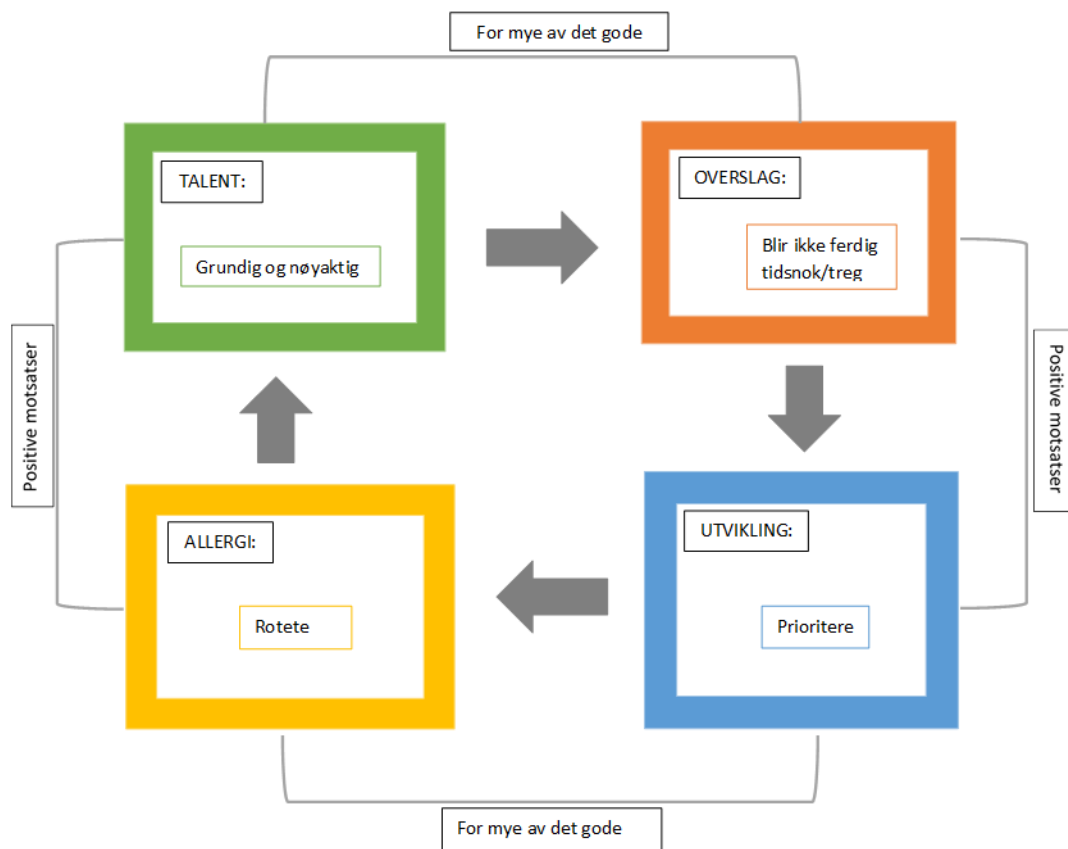 For mye av det gode
TALENT:
Grundig og nøyaktig
OVERSLAG:
Blir ikke ferdig
tidsnok/treg
Positive motsatser
Positive motsatser
ALLERGI:
Rotete
UTVIKLING:
Prioritere
For mye av det gode